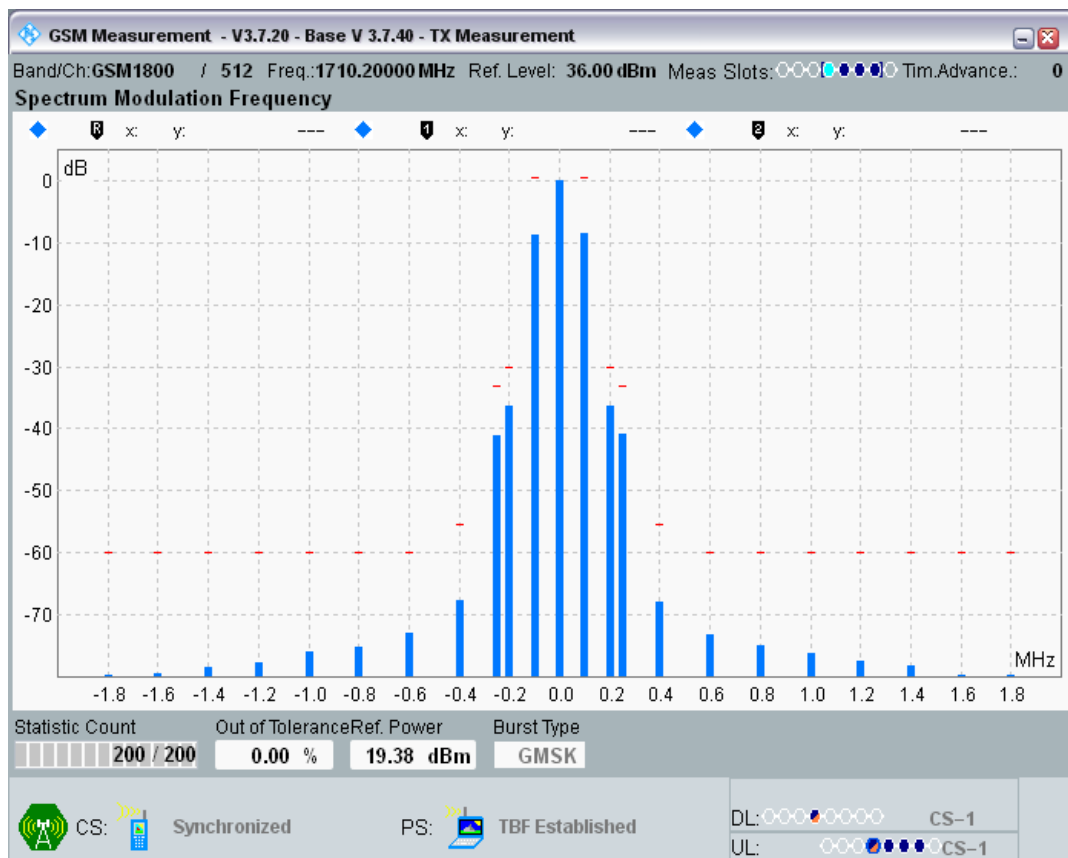 GSM Measurement - V3.7.20 - Base V 3.7.40 - TX Measurement
Band/Ch:GSM1800 / 512 Freq.:1710.20000 MHz Ref. Level: 36.00 dBm Meas Slots: Tim.Advance.: 0
Spectrum Modulation Frequency
R x: y: --- 1 x: y: --- 2 x: y: ---
dB
0
-10
-20
-30
-40
-50
-60
-70
MHz
-1.8 -1.6 -1.4 -1.2 -1.0 -0.8 -0.6 -0.4 -0.2 0.0 0.2 0.4 0.6 0.8 1.0 1.2 1.4 1.6 1.8
Statistic Count Out of Tolerance Ref. Power Burst Type
200 / 200 0.00 % 19.38 dBm GMSK
CS: Synchronized PS: TBF Established
DL: CS-1
UL: CS-1